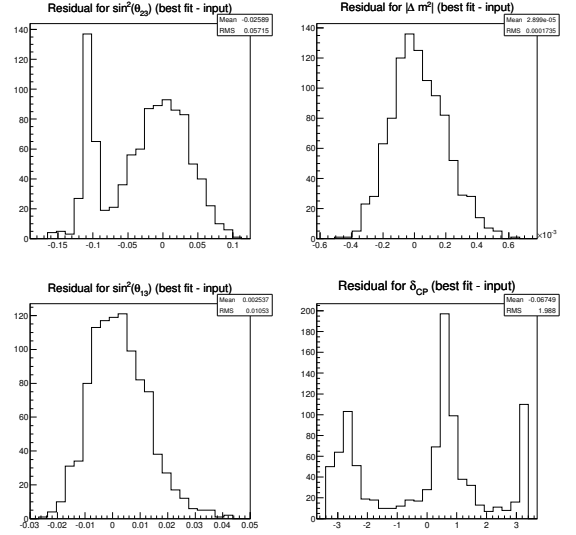 Residual for sin²(θ₂₃) (best fit - input)
Mean -0.02589
RMS 0.05715
140
120
100
80
60
40
20
0
-0.15 -0.1 -0.05 0 0.05 0.1
Residual for |Δ m²| (best fit - input)
Mean 2.899e-05
RMS 0.0001735
140
120
100
80
60
40
20
0
-0.6 -0.4 -0.2 0 0.2 0.4 0.6
×10⁻³
Residual for sin²(θ₁₃) (best fit - input)
Mean 0.002537
RMS 0.01053
120
100
80
60
40
20
0
-0.03 -0.02 -0.01 0 0.01 0.02 0.03 0.04 0.05
Residual for δ_CP (best fit - input)
Mean -0.06749
RMS 1.988
200
180
160
140
120
100
80
60
40
20
0
-3 -2 -1 0 1 2 3